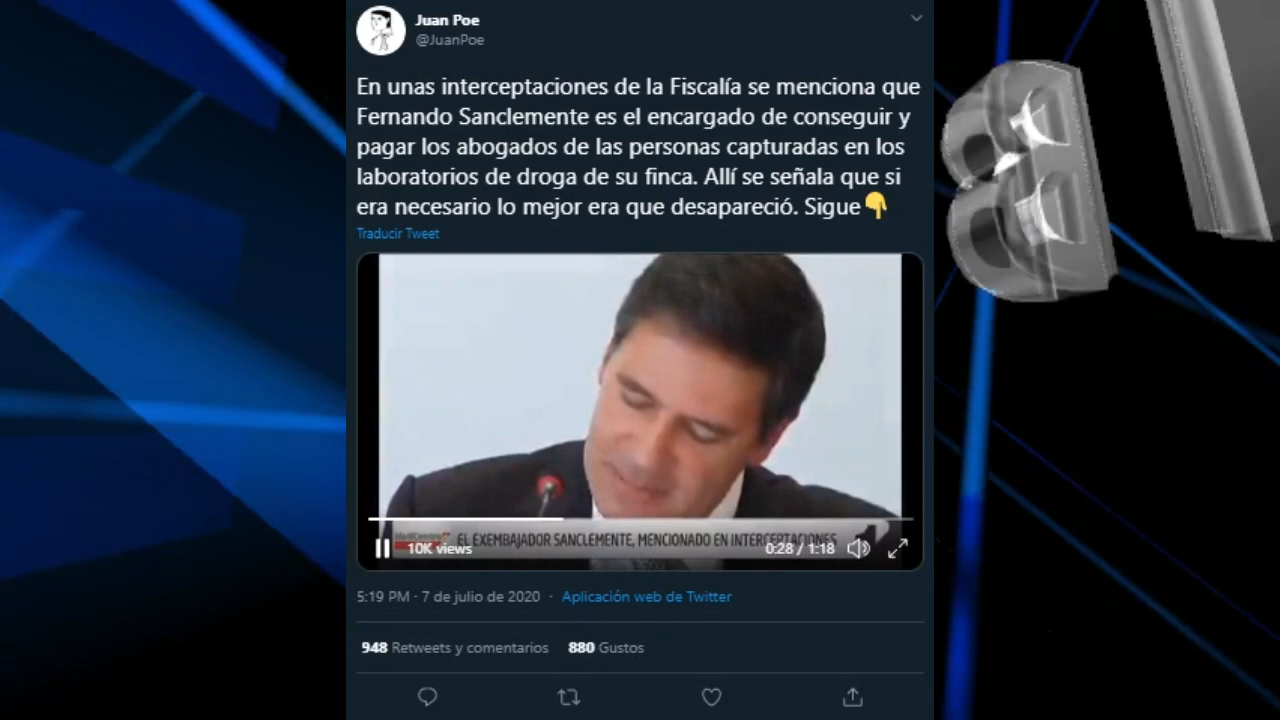 Juan Poe
@JuanPoe
En unas interceptaciones de la Fiscalía se menciona que
Fernando Sanclemente es el encargado de conseguir y
pagar los abogados de las personas capturadas en los
laboratorios de droga de su finca. Allí se señala que si
era necesario lo mejor era que desapareció. Sigue👇
Traducir Tweet
EL EXEMBAJADOR SANCLEMENTE, MENCIONADO EN INTERCEPTACIONES
10K views
0:28 / 1:18
5:19 PM · 7 de julio de 2020 · Aplicación web de Twitter
948 Retweets y comentarios 880 Gustos